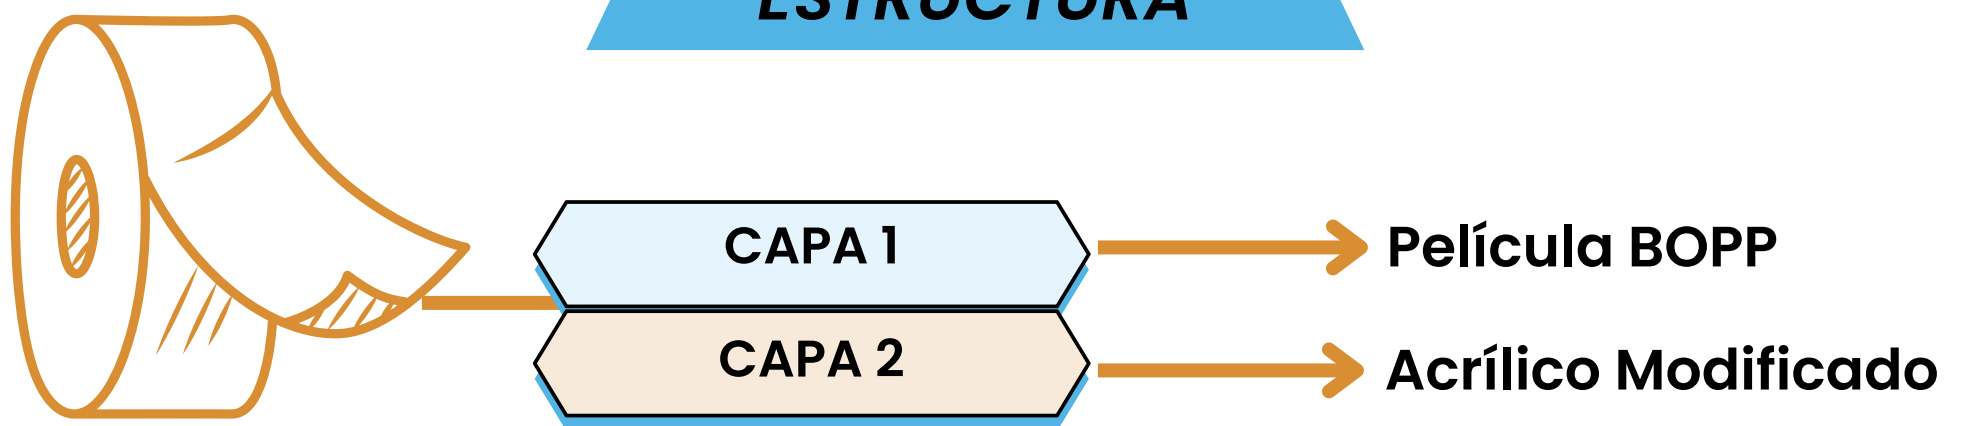 ESTRUCTURA
CAPA 1
Película BOPP
CAPA 2
Acrílico Modificado